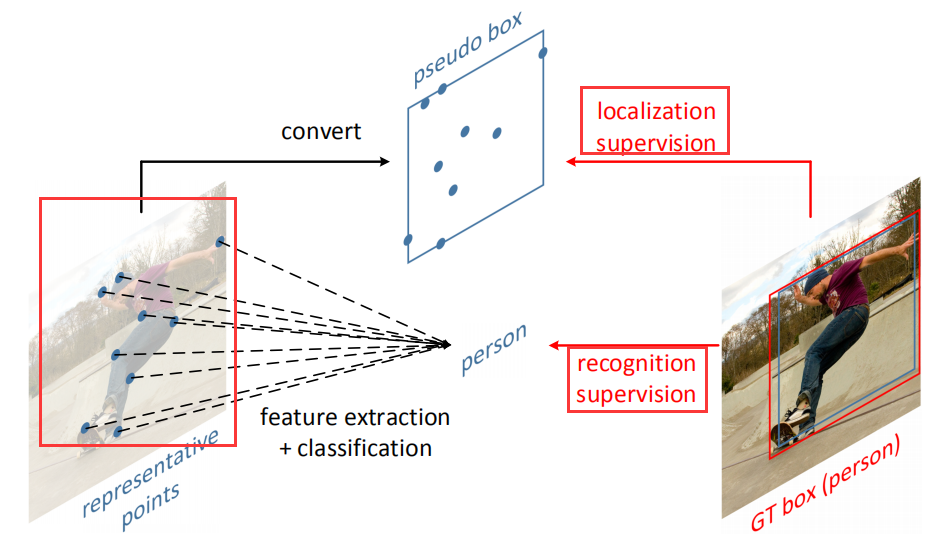 pseudo box
convert
localization
supervision
person
recognition
supervision
feature extraction
+ classification
representative
points
GT box (person)